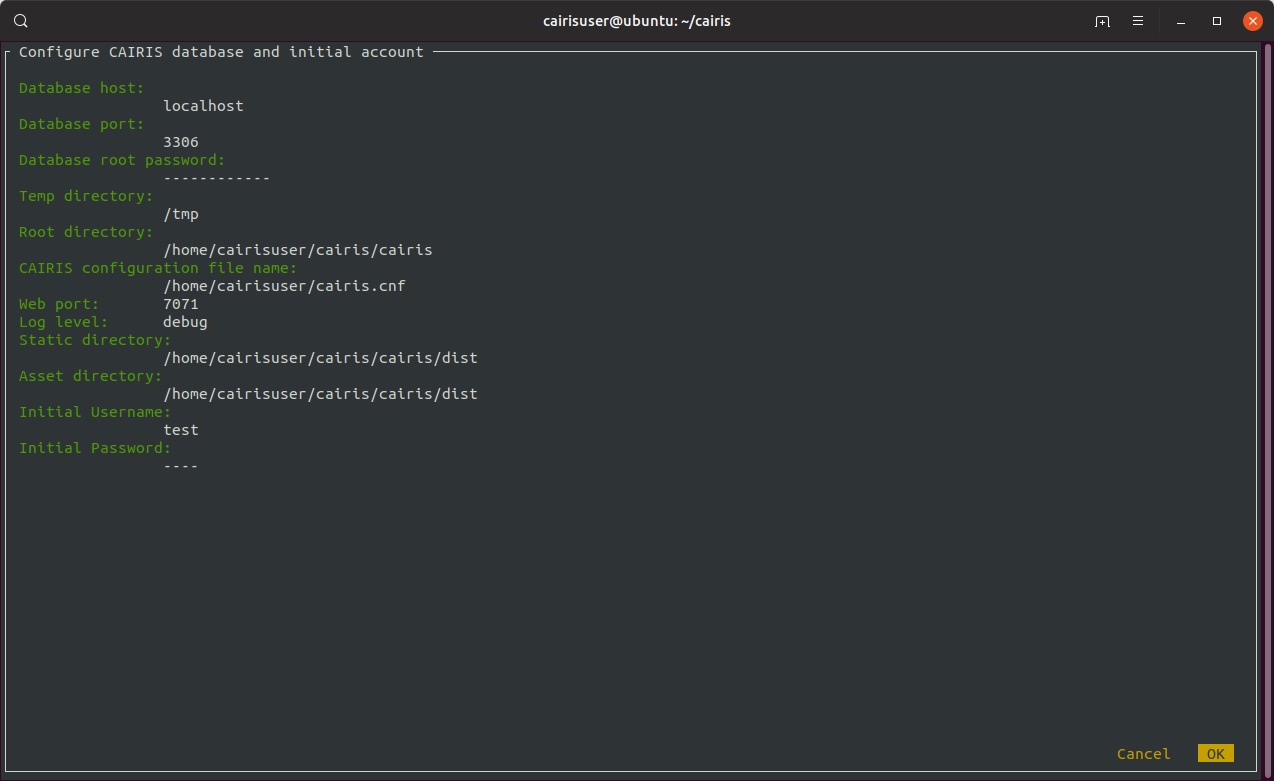 cairisuser@ubuntu: ~/cairis
Configure CAIRIS database and initial account
Database host:
localhost
Database port:
3306
Database root password:
------------
Temp directory:
/tmp
Root directory:
/home/cairisuser/cairis/cairis
CAIRIS configuration file name:
/home/cairisuser/cairis.cnf
Web port: 7071
Log level: debug
Static directory:
/home/cairisuser/cairis/cairis/dist
Asset directory:
/home/cairisuser/cairis/cairis/dist
Initial Username:
test
Initial Password:
----
Cancel OK